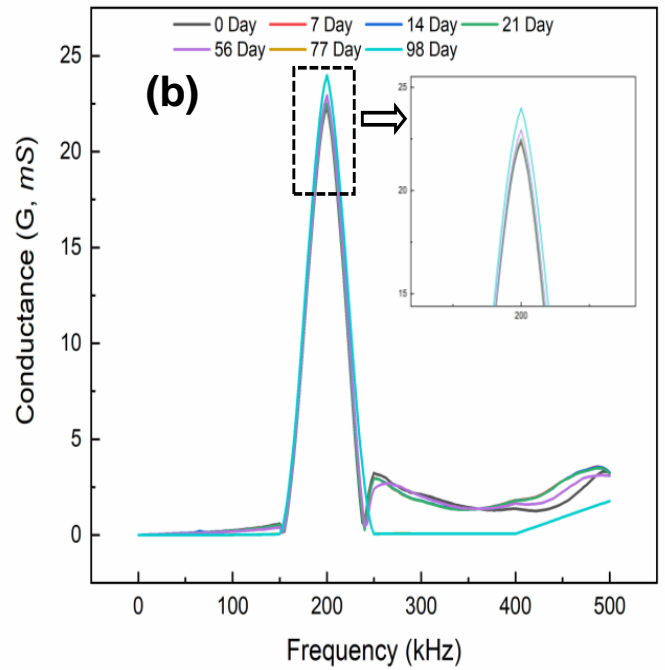 0 Day 7 Day 14 Day 21 Day
56 Day 77 Day 98 Day
(b)
Conductance (G, mS)
25
20
15
10
5
0
0 100 200 300 400 500
Frequency (kHz)
25
20
15
200